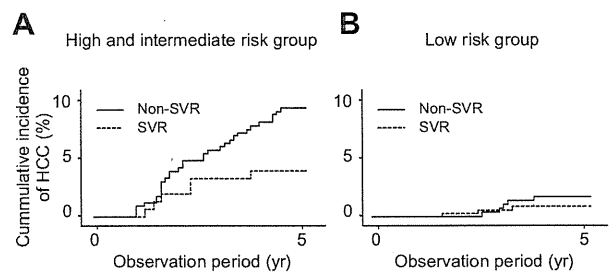 A
High and intermediate risk group
Cummulative incidence
of HCC (%)
10
5
0
Non-SVR
SVR
0
5
Observation period (yr)
B
Low risk group
10
5
0
Non-SVR
SVR
0
5
Observation period (yr)